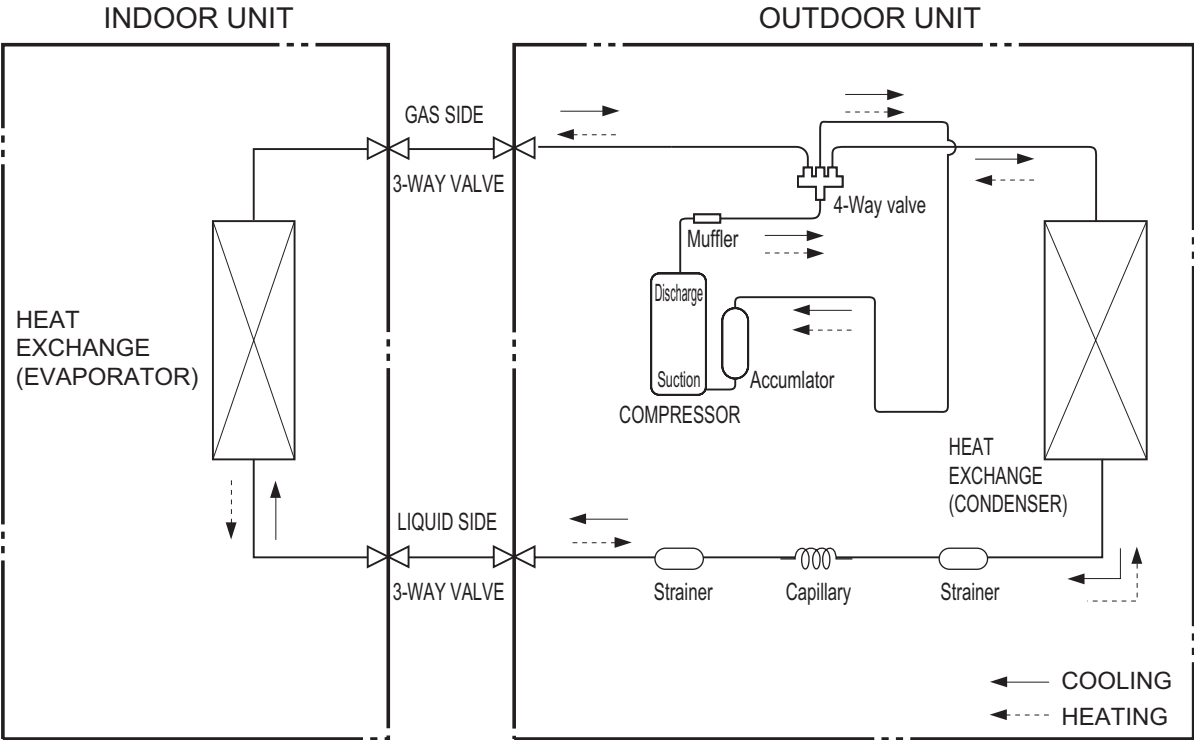 INDOOR UNIT
OUTDOOR UNIT
GAS SIDE
3-WAY VALVE
4-Way valve
Muffler
Discharge
Suction
Accumlator
COMPRESSOR
HEAT
EXCHANGE
(EVAPORATOR)
HEAT
EXCHANGE
(CONDENSER)
LIQUID SIDE
3-WAY VALVE
Strainer
Capillary
Strainer
COOLING
HEATING